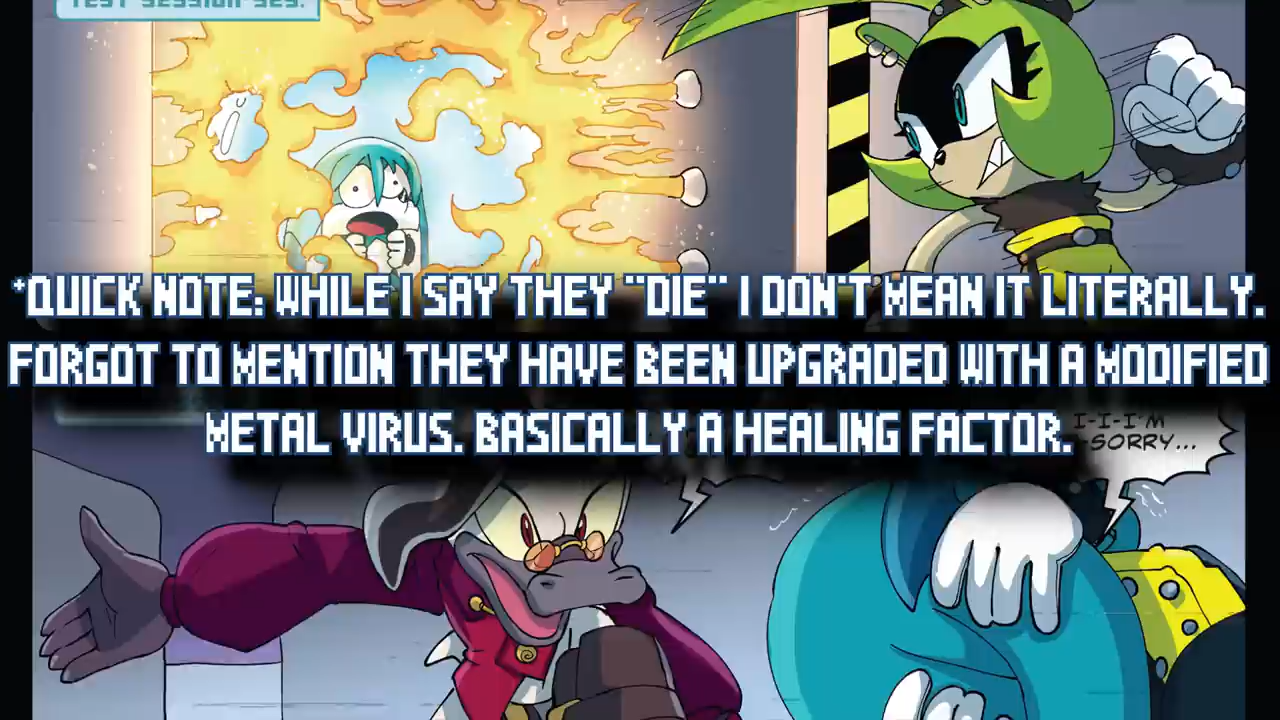 TEST SESSION 329.
*QUICK NOTE: WHILE I SAY THEY "DIE" I DON'T MEAN IT LITERALLY.
FORGOT TO MENTION THEY HAVE BEEN UPGRADED WITH A MODIFIED
METAL VIRUS. BASICALLY A HEALING FACTOR.
I-I-I'M
SORRY...